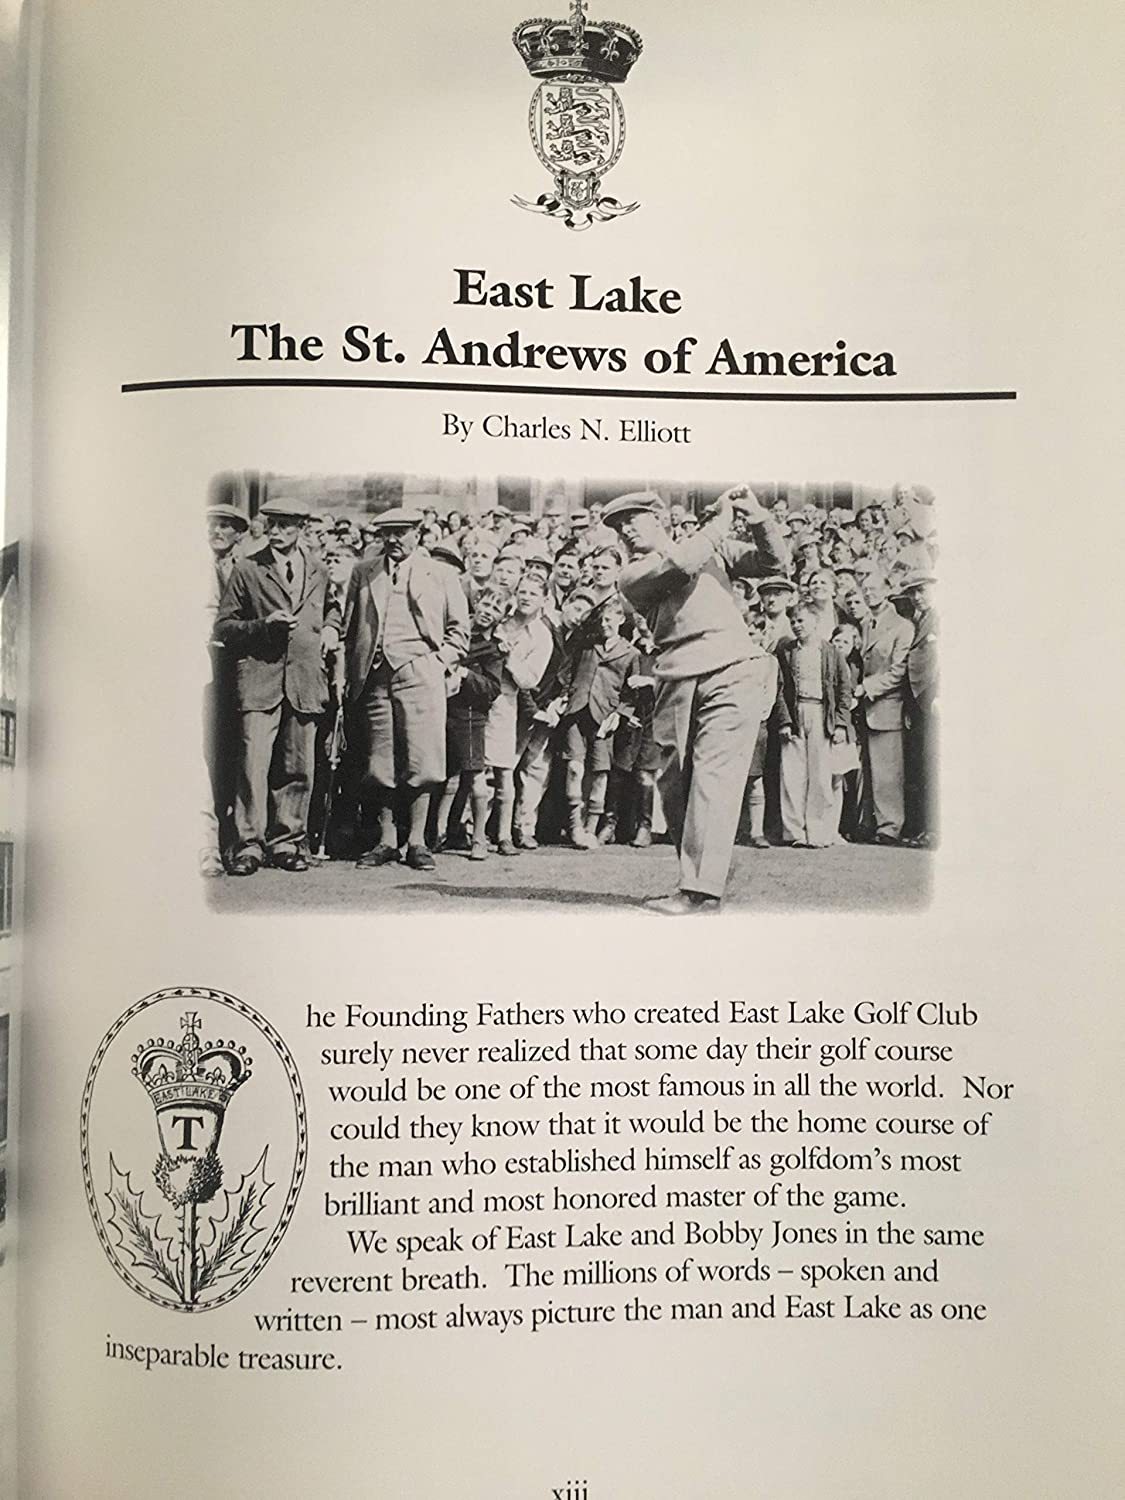 East Lake
The St. Andrews of America
By Charles N. Elliott
EAST LAKE
T
he Founding Fathers who created East Lake Golf Club
surely never realized that some day their golf course
would be one of the most famous in all the world. Nor
could they know that it would be the home course of
the man who established himself as golfdom's most
brilliant and most honored master of the game.
We speak of East Lake and Bobby Jones in the same
reverent breath. The millions of words – spoken and
written – most always picture the man and East Lake as one
inseparable treasure.
xiii